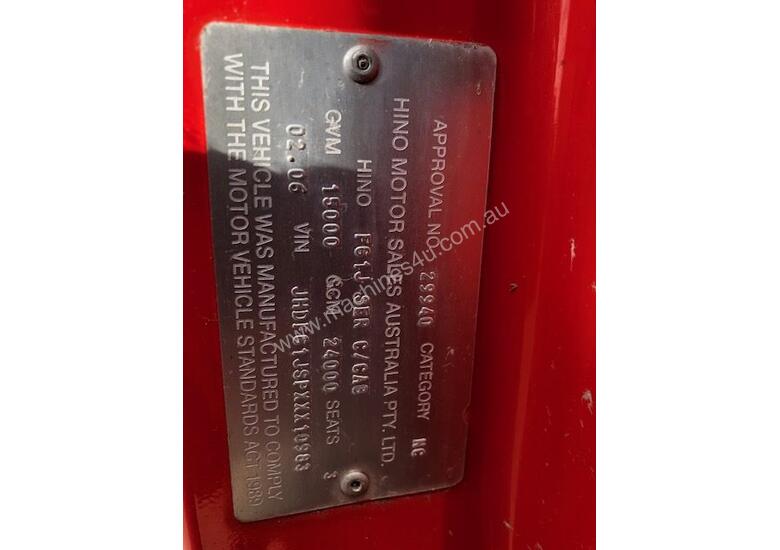 APPROVAL NO. 29940 CATEGORY NC
HINO MOTOR SALES AUSTRALIA PTY. LTD.
HINO FG1J SER C/CAB
GVM 15000 GCM 24000 SEATS 3
02.06 VIN JHDFG1JSPXXX10983
THIS VEHICLE WAS MANUFACTURED TO COMPLY
WITH THE MOTOR VEHICLE STANDARDS ACT 1989
www.machines4u.com.au